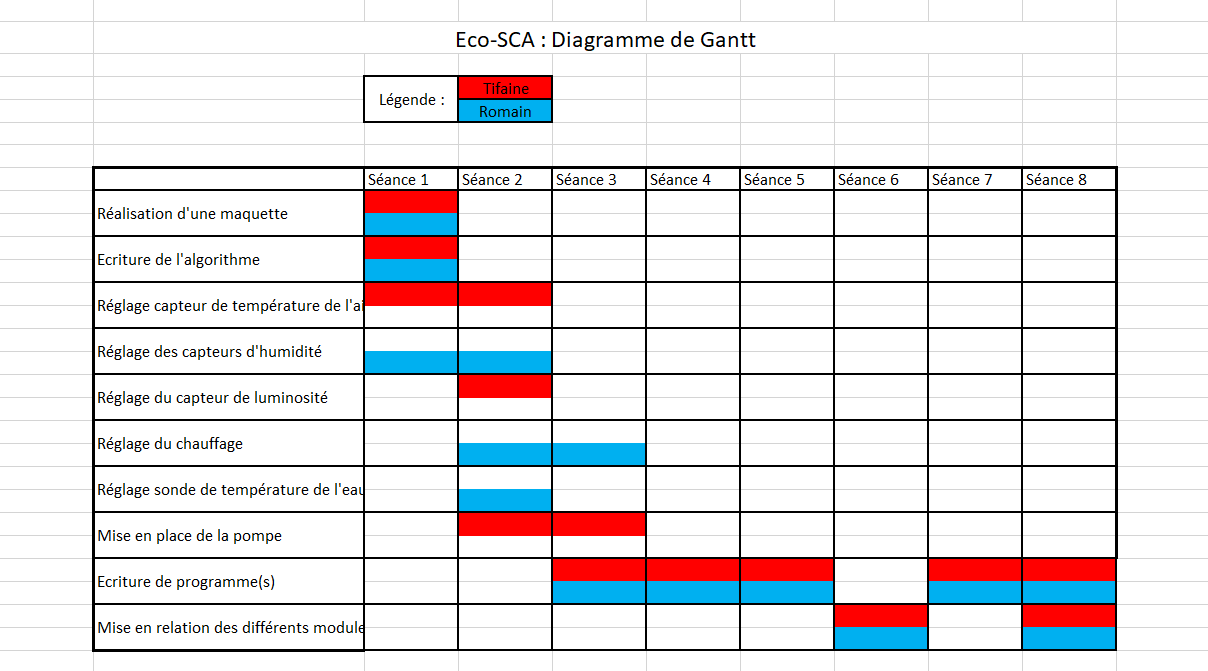 Eco-SCA : Diagramme de Gantt
Légende :
Tifaine
Romain
Séance 1 Séance 2 Séance 3 Séance 4 Séance 5 Séance 6 Séance 7 Séance 8
Réalisation d'une maquette
Ecriture de l'algorithme
Réglage capteur de température de l'ai
Réglage des capteurs d'humidité
Réglage du capteur de luminosité
Réglage du chauffage
Réglage sonde de température de l'eau
Mise en place de la pompe
Ecriture de programme(s)
Mise en relation des différents module